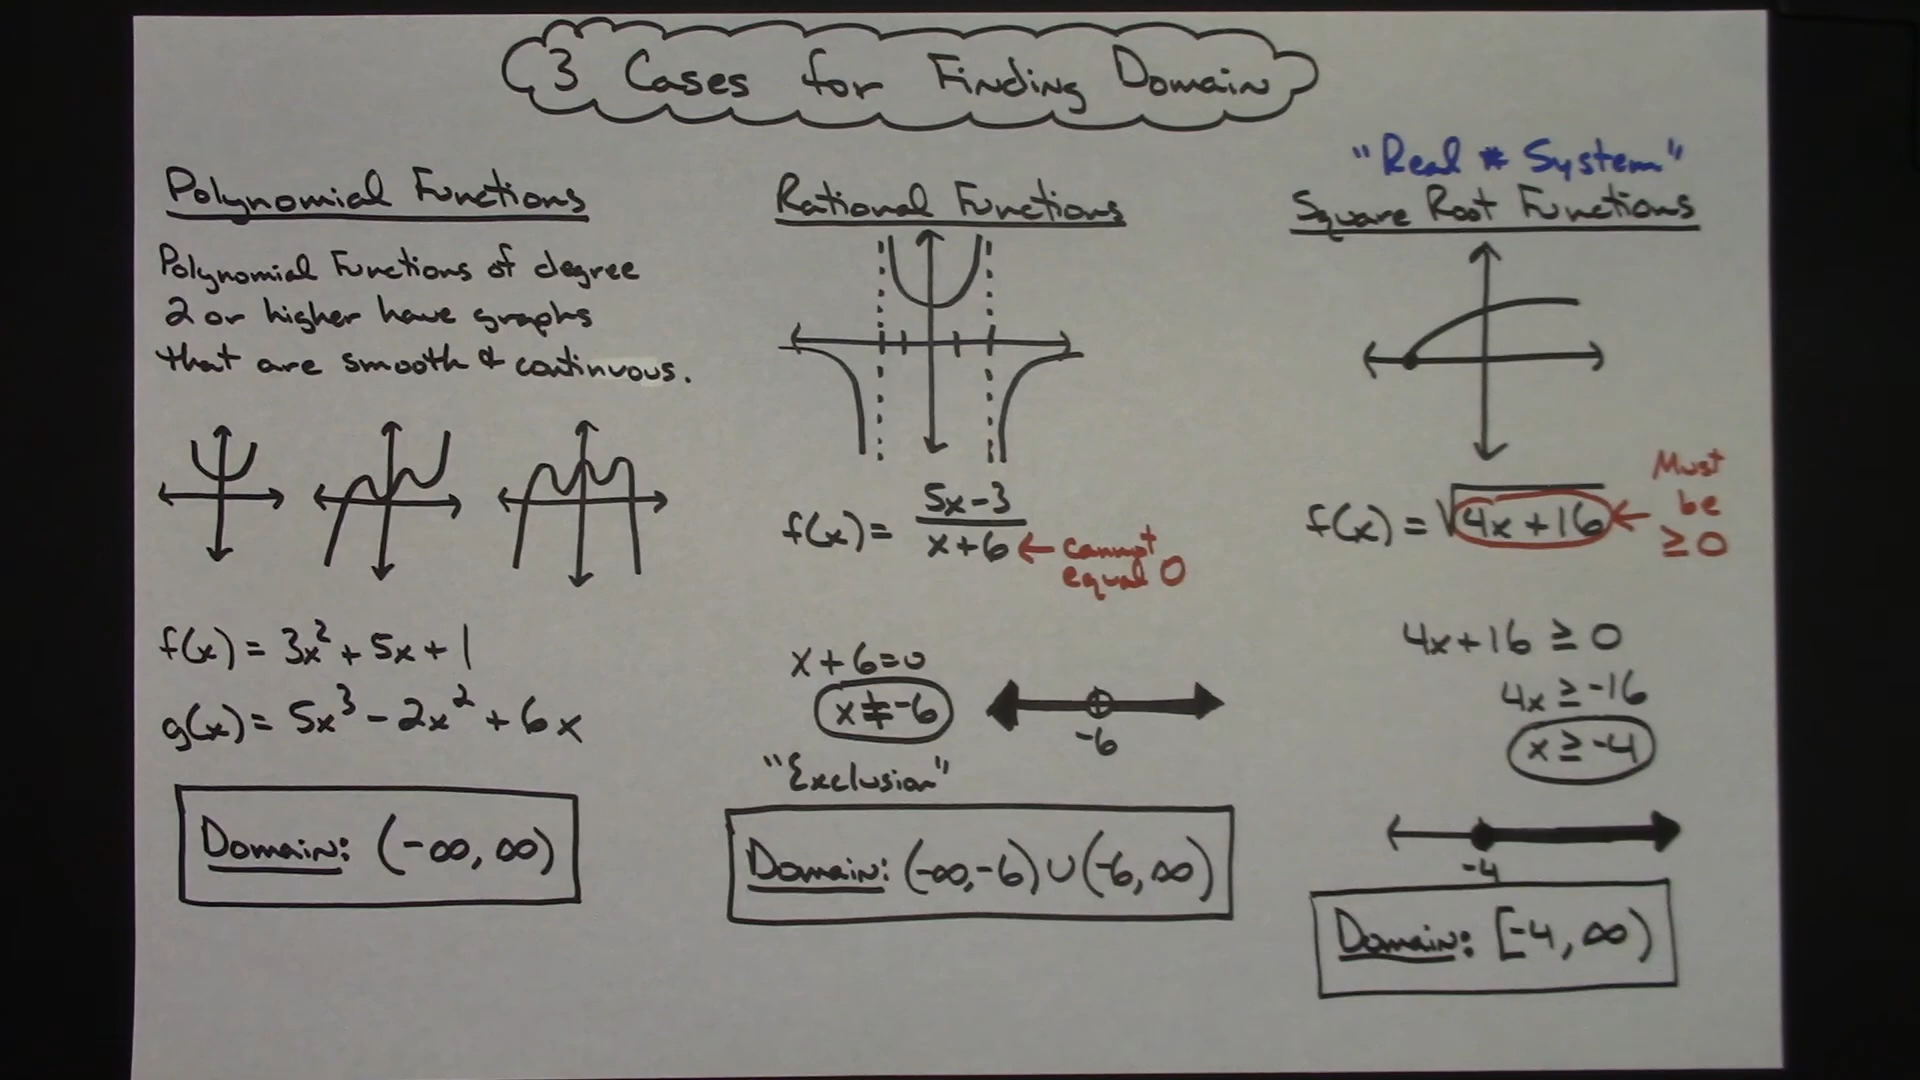 3 Cases for Finding Domain
Polynomial Functions
Polynomial Functions of degree
2 or higher have graphs
that are smooth & continuous.
f(x) = 3x² + 5x + 1
g(x) = 5x³ - 2x² + 6x
Domain: (-∞, ∞)
Rational Functions
f(x) = (5x-3)/(x+6) ← cannot
equal 0
x+6=0
x≠-6
-6
"Exclusion"
Domain: (-∞,-6) ∪ (-6, ∞)
"Real # System"
Square Root Functions
f(x) = √4x+16 ← Must
be
≥ 0
4x+16 ≥ 0
4x ≥ -16
x ≥ -4
-4
Domain: [-4, ∞)